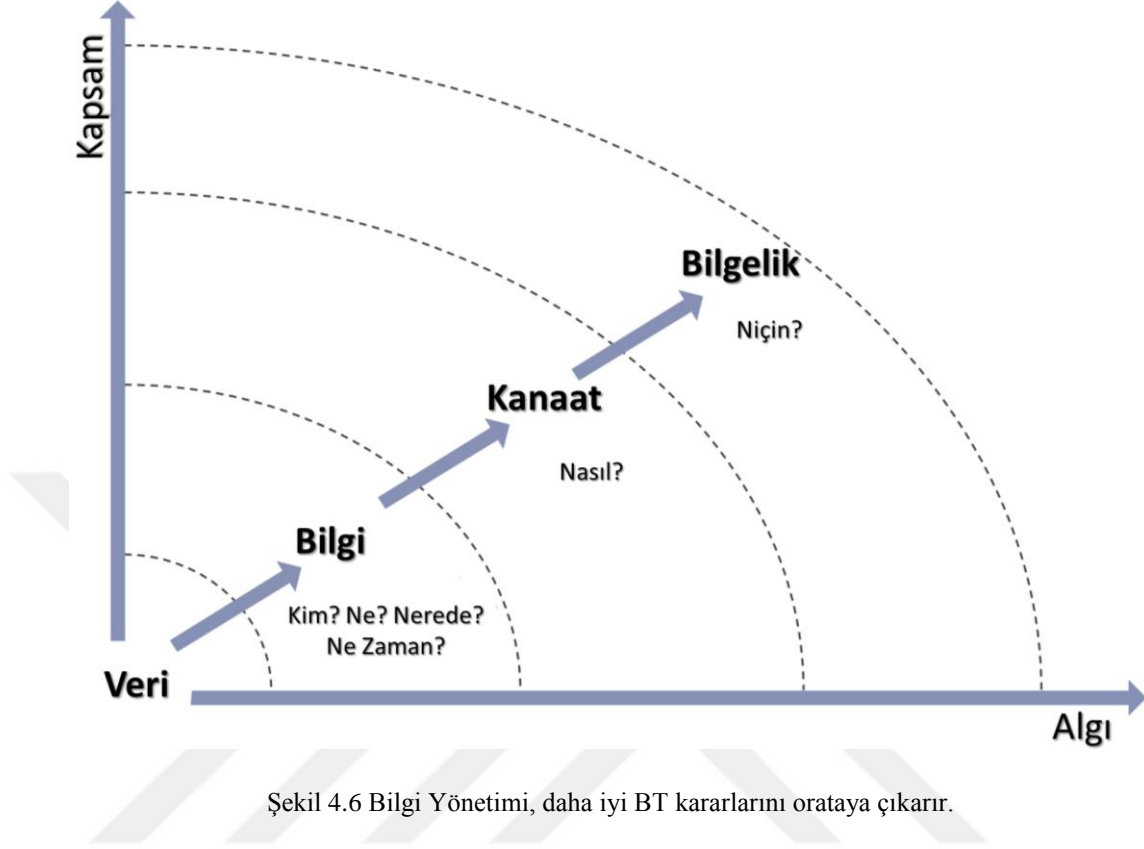 Kapsam
Bilgelik
Niçin?
Kanaat
Nasıl?
Bilgi
Kim? Ne? Nerede?
Ne Zaman?
Veri
Algı
Şekil 4.6 Bilgi Yönetimi, daha iyi BT kararlarını orataya çıkarır.